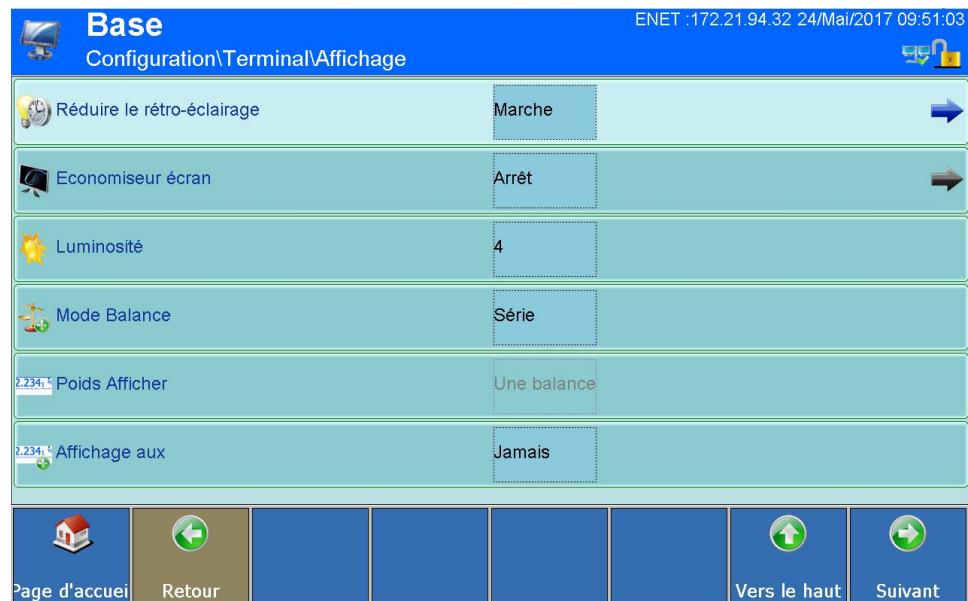 Base
ENET :172.21.94.32 24/Mai/2017 09:51:03
Configuration\Terminal\Affichage
Réduire le rétro-éclairage Marche
Economiseur écran Arrêt
Luminosité 4
Mode Balance Série
Poids Afficher Une balance
Affichage aux Jamais
Page d'accuei Retour Vers le haut Suivant